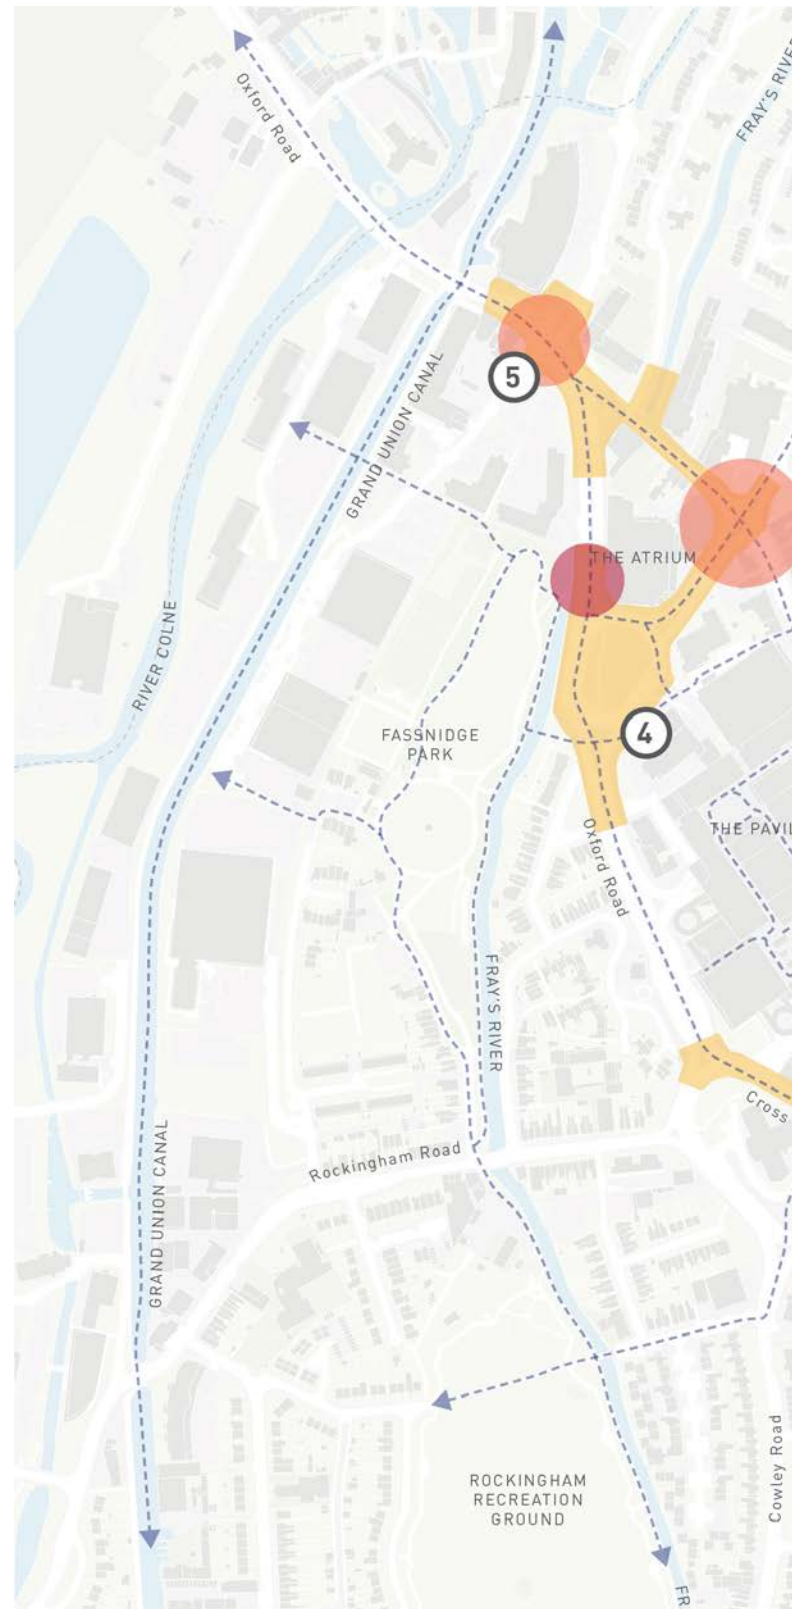 Oxford Road
FRAY'S RIVER
GRAND UNION CANAL
5
THE ATRIUM
RIVER COLNE
4
FASSNIDGE
PARK
THE PAVIL
Oxford Road
FRAY'S RIVER
Cross
Rockingham Road
GRAND UNION CANAL
Cowley Road
ROCKINGHAM
RECREATION
GROUND
FR